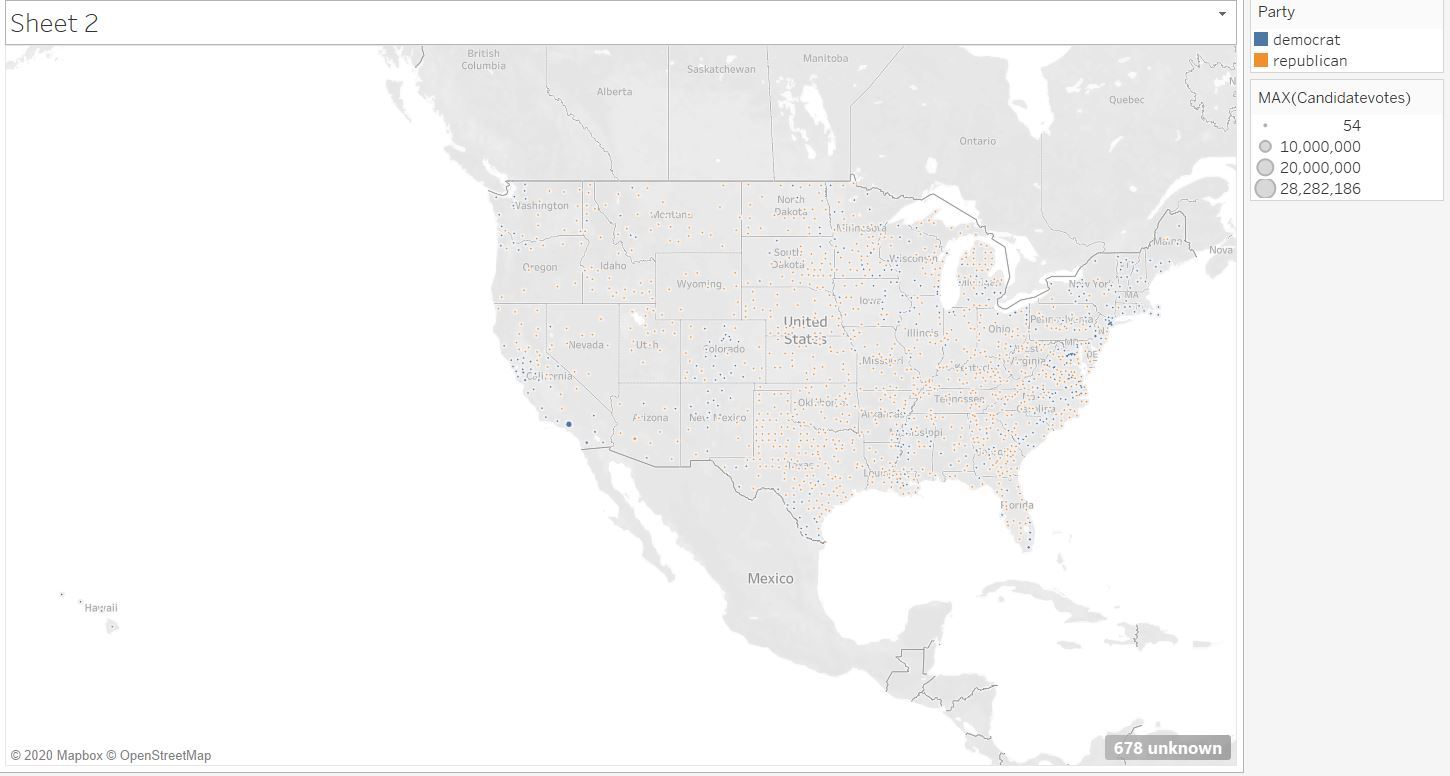 Sheet 2
Party
democrat
republican
MAX(Candidatevotes)
54
10,000,000
20,000,000
28,282,186
British
Columbia
Alberta
Saskatchewan
Manitoba
Ontario
Quebec
Nova
Washington
Montana
North
Dakota
Minnesota
Maine
Oregon
Idaho
South
Dakota
Wisconsin
Wyoming
Iowa
New York
MA
Nevada
Utah
Colorado
United
States
Illinois
Ohio
Pennsylvania
West
Virginia
DE
Missouri
Kentucky
California
Arizona
New Mexico
Oklahoma
Arkansas
Tennessee
Carolina
Mississippi
Texas
Florida
Mexico
Hawaii
© 2020 Mapbox © OpenStreetMap
678 unknown